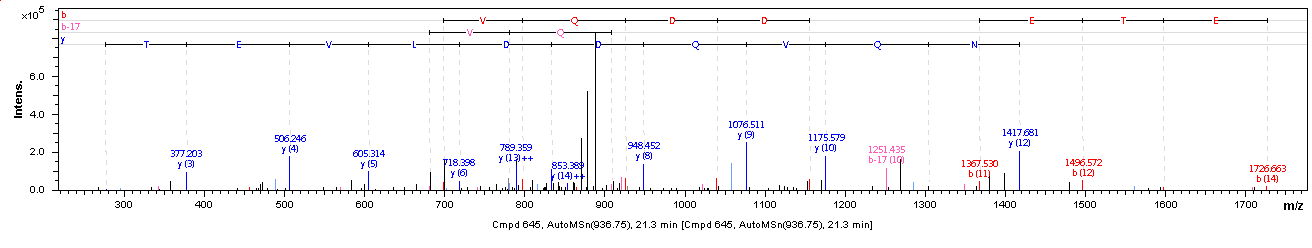 x10⁵
b
b-17
y
V Q D D E T E
V Q
T E V L D D Q V Q N
Intens.
6.0
4.0
2.0
0.0
377.203
y (3)
506.246
y (4)
605.314
y (5)
718.398
y (6)
789.359
y (13)++
853.389
y (14)++
948.452
y (8)
1076.511
y (9)
1175.579
y (10)
1251.435
b-17 (10)
1367.530
b (11)
1417.681
y (12)
1496.572
b (12)
1726.663
b (14)
300 400 500 600 700 800 900 1000 1100 1200 1300 1400 1500 1600 1700 m/z
Cmpd 645, AutoMSn(936.75), 21.3 min [Cmpd 645, AutoMSn(936.75), 21.3 min]